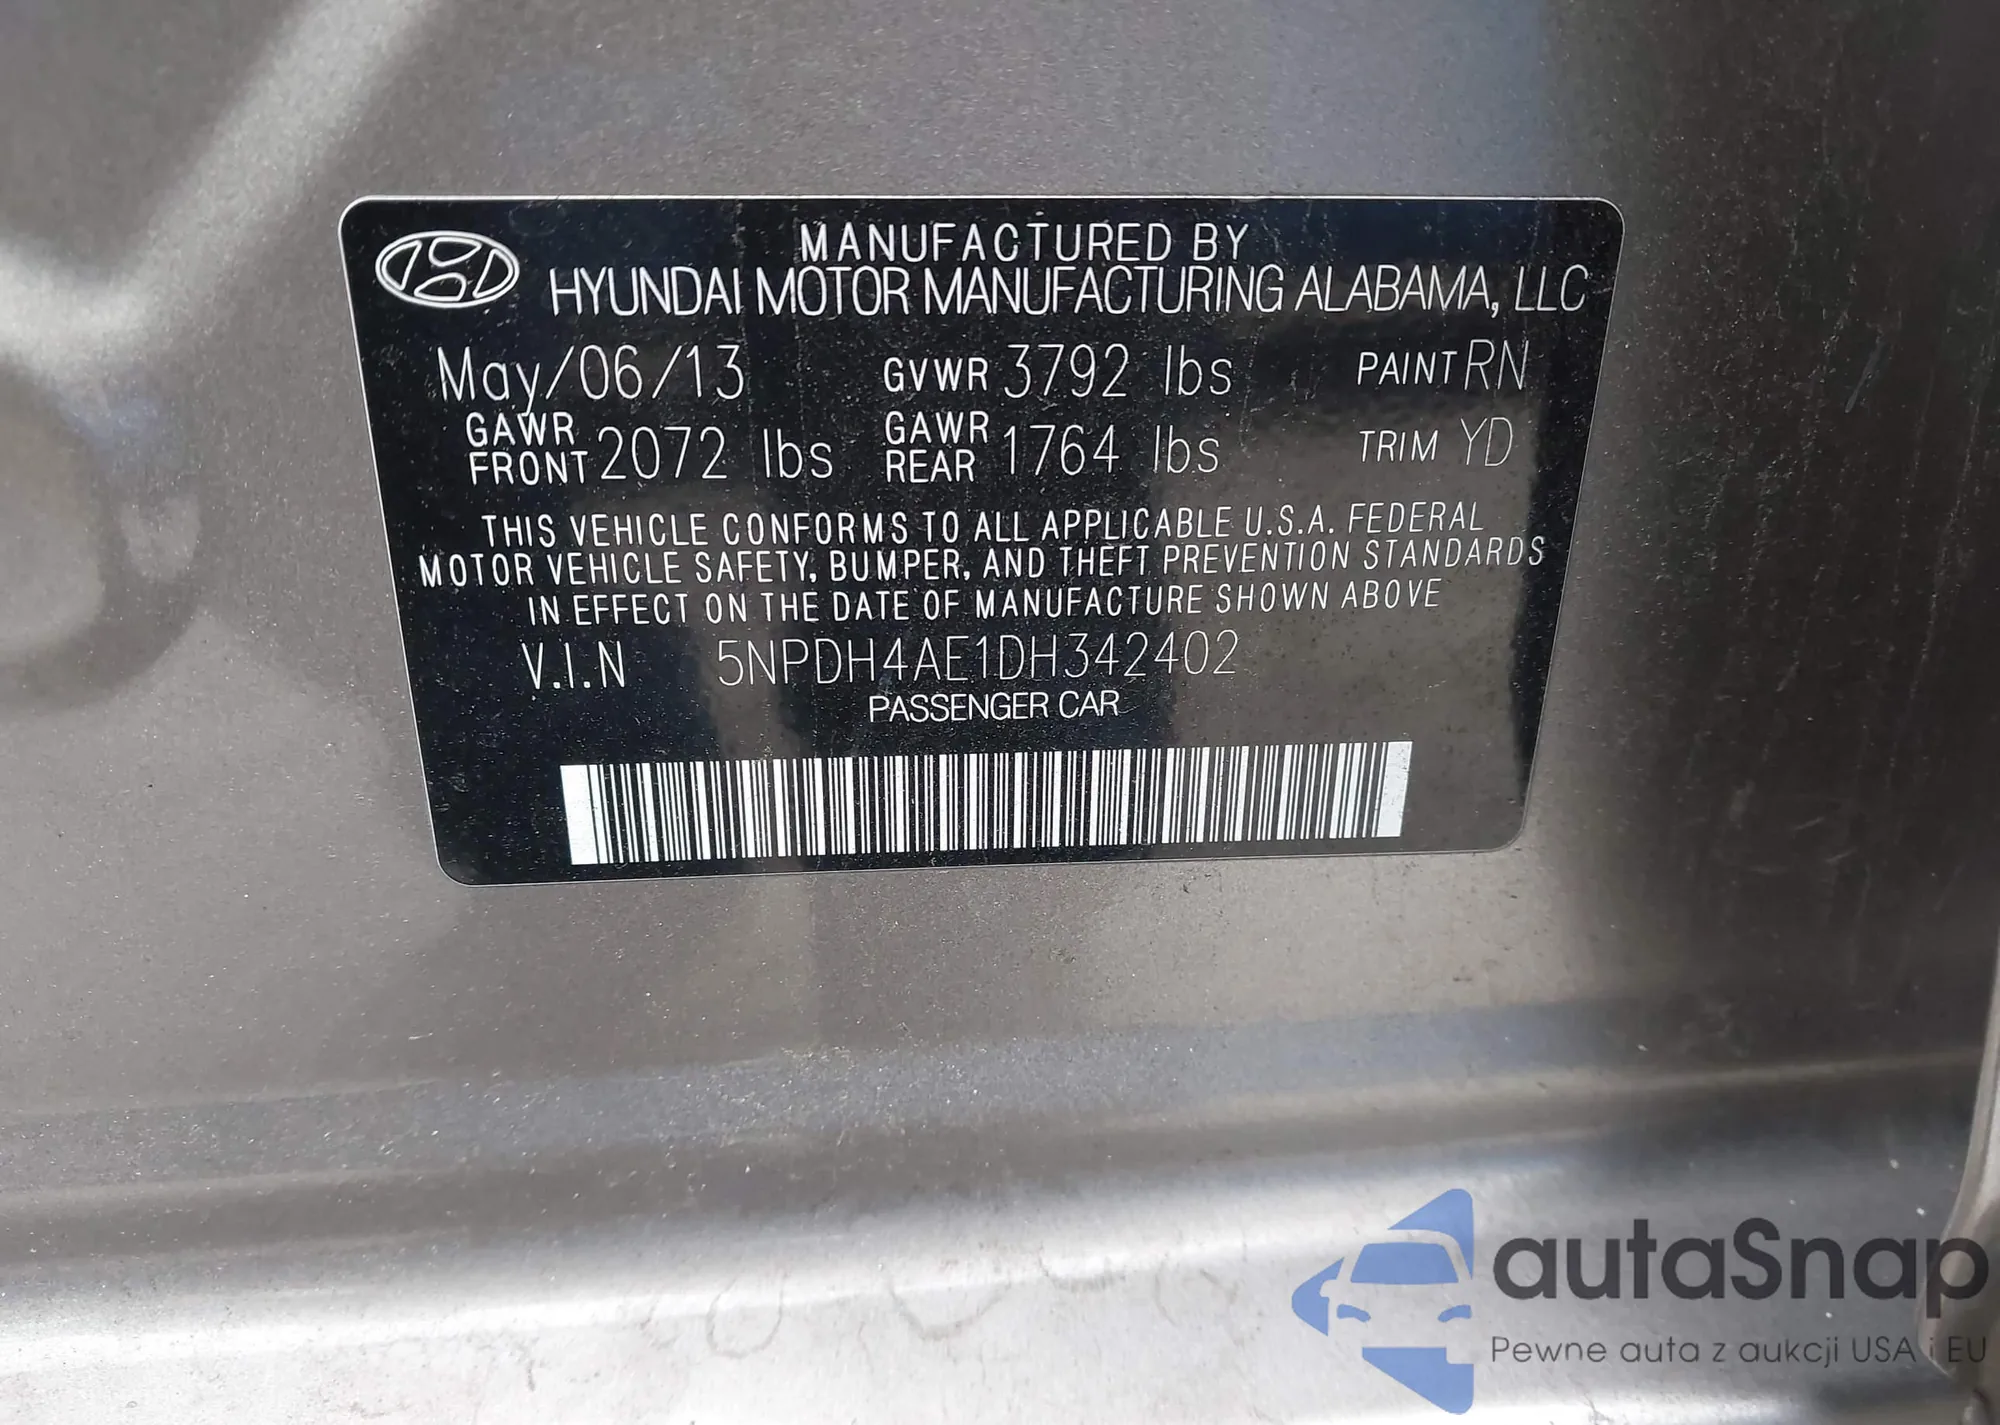 MANUFACTURED BY
HYUNDAI MOTOR MANUFACTURING ALABAMA, LLC
May/06/13 GVWR 3792 lbs PAINT RN
GAWR FRONT 2072 lbs GAWR REAR 1764 lbs TRIM YD
THIS VEHICLE CONFORMS TO ALL APPLICABLE U.S.A. FEDERAL
MOTOR VEHICLE SAFETY, BUMPER, AND THEFT PREVENTION STANDARDS
IN EFFECT ON THE DATE OF MANUFACTURE SHOWN ABOVE
V.I.N 5NPDH4AE1DH342402
PASSENGER CAR
autaSnap
Pewne auta z aukcji USA i EU